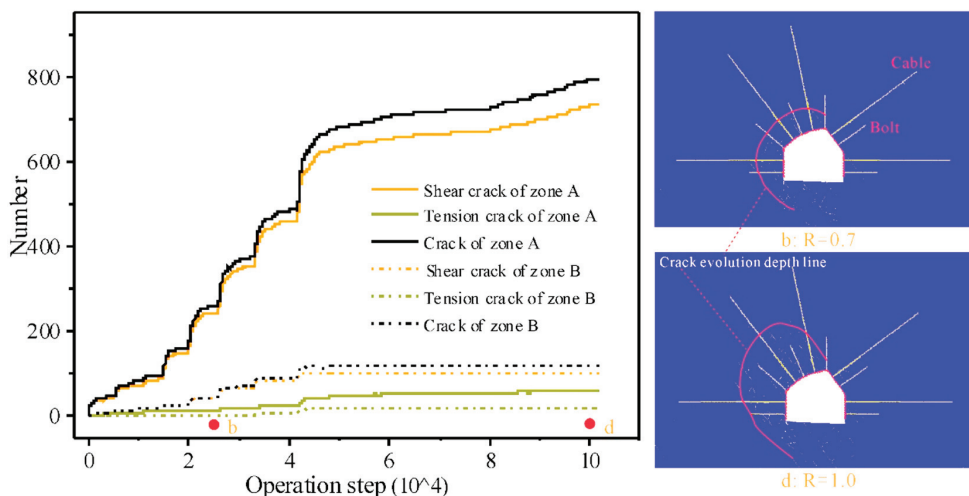 Number
800
600
400
200
0
Shear crack of zone A
Tension crack of zone A
Crack of zone A
Shear crack of zone B
Tension crack of zone B
Crack of zone B
b
d
0 2 4 6 8 10
Operation step (10^4)
Cable
Bolt
b: R=0.7
Crack evolution depth line
d: R=1.0